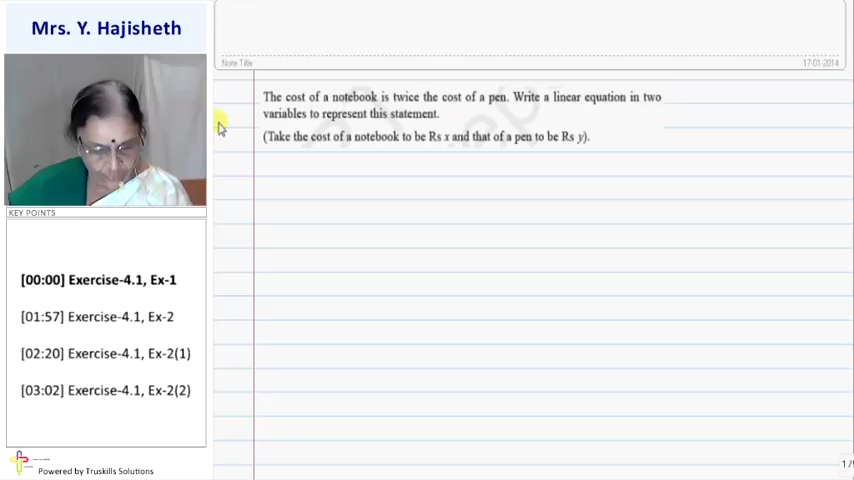 Mrs. Y. Hajisheth
Note Title
17-01-2014
The cost of a notebook is twice the cost of a pen. Write a linear equation in two
variables to represent this statement.
(Take the cost of a notebook to be Rs x and that of a pen to be Rs y).
KEY POINTS
[00:00] Exercise-4.1, Ex-1
[01:57] Exercise-4.1, Ex-2
[02:20] Exercise-4.1, Ex-2(1)
[03:02] Exercise-4.1, Ex-2(2)
Powered by Truskills Solutions